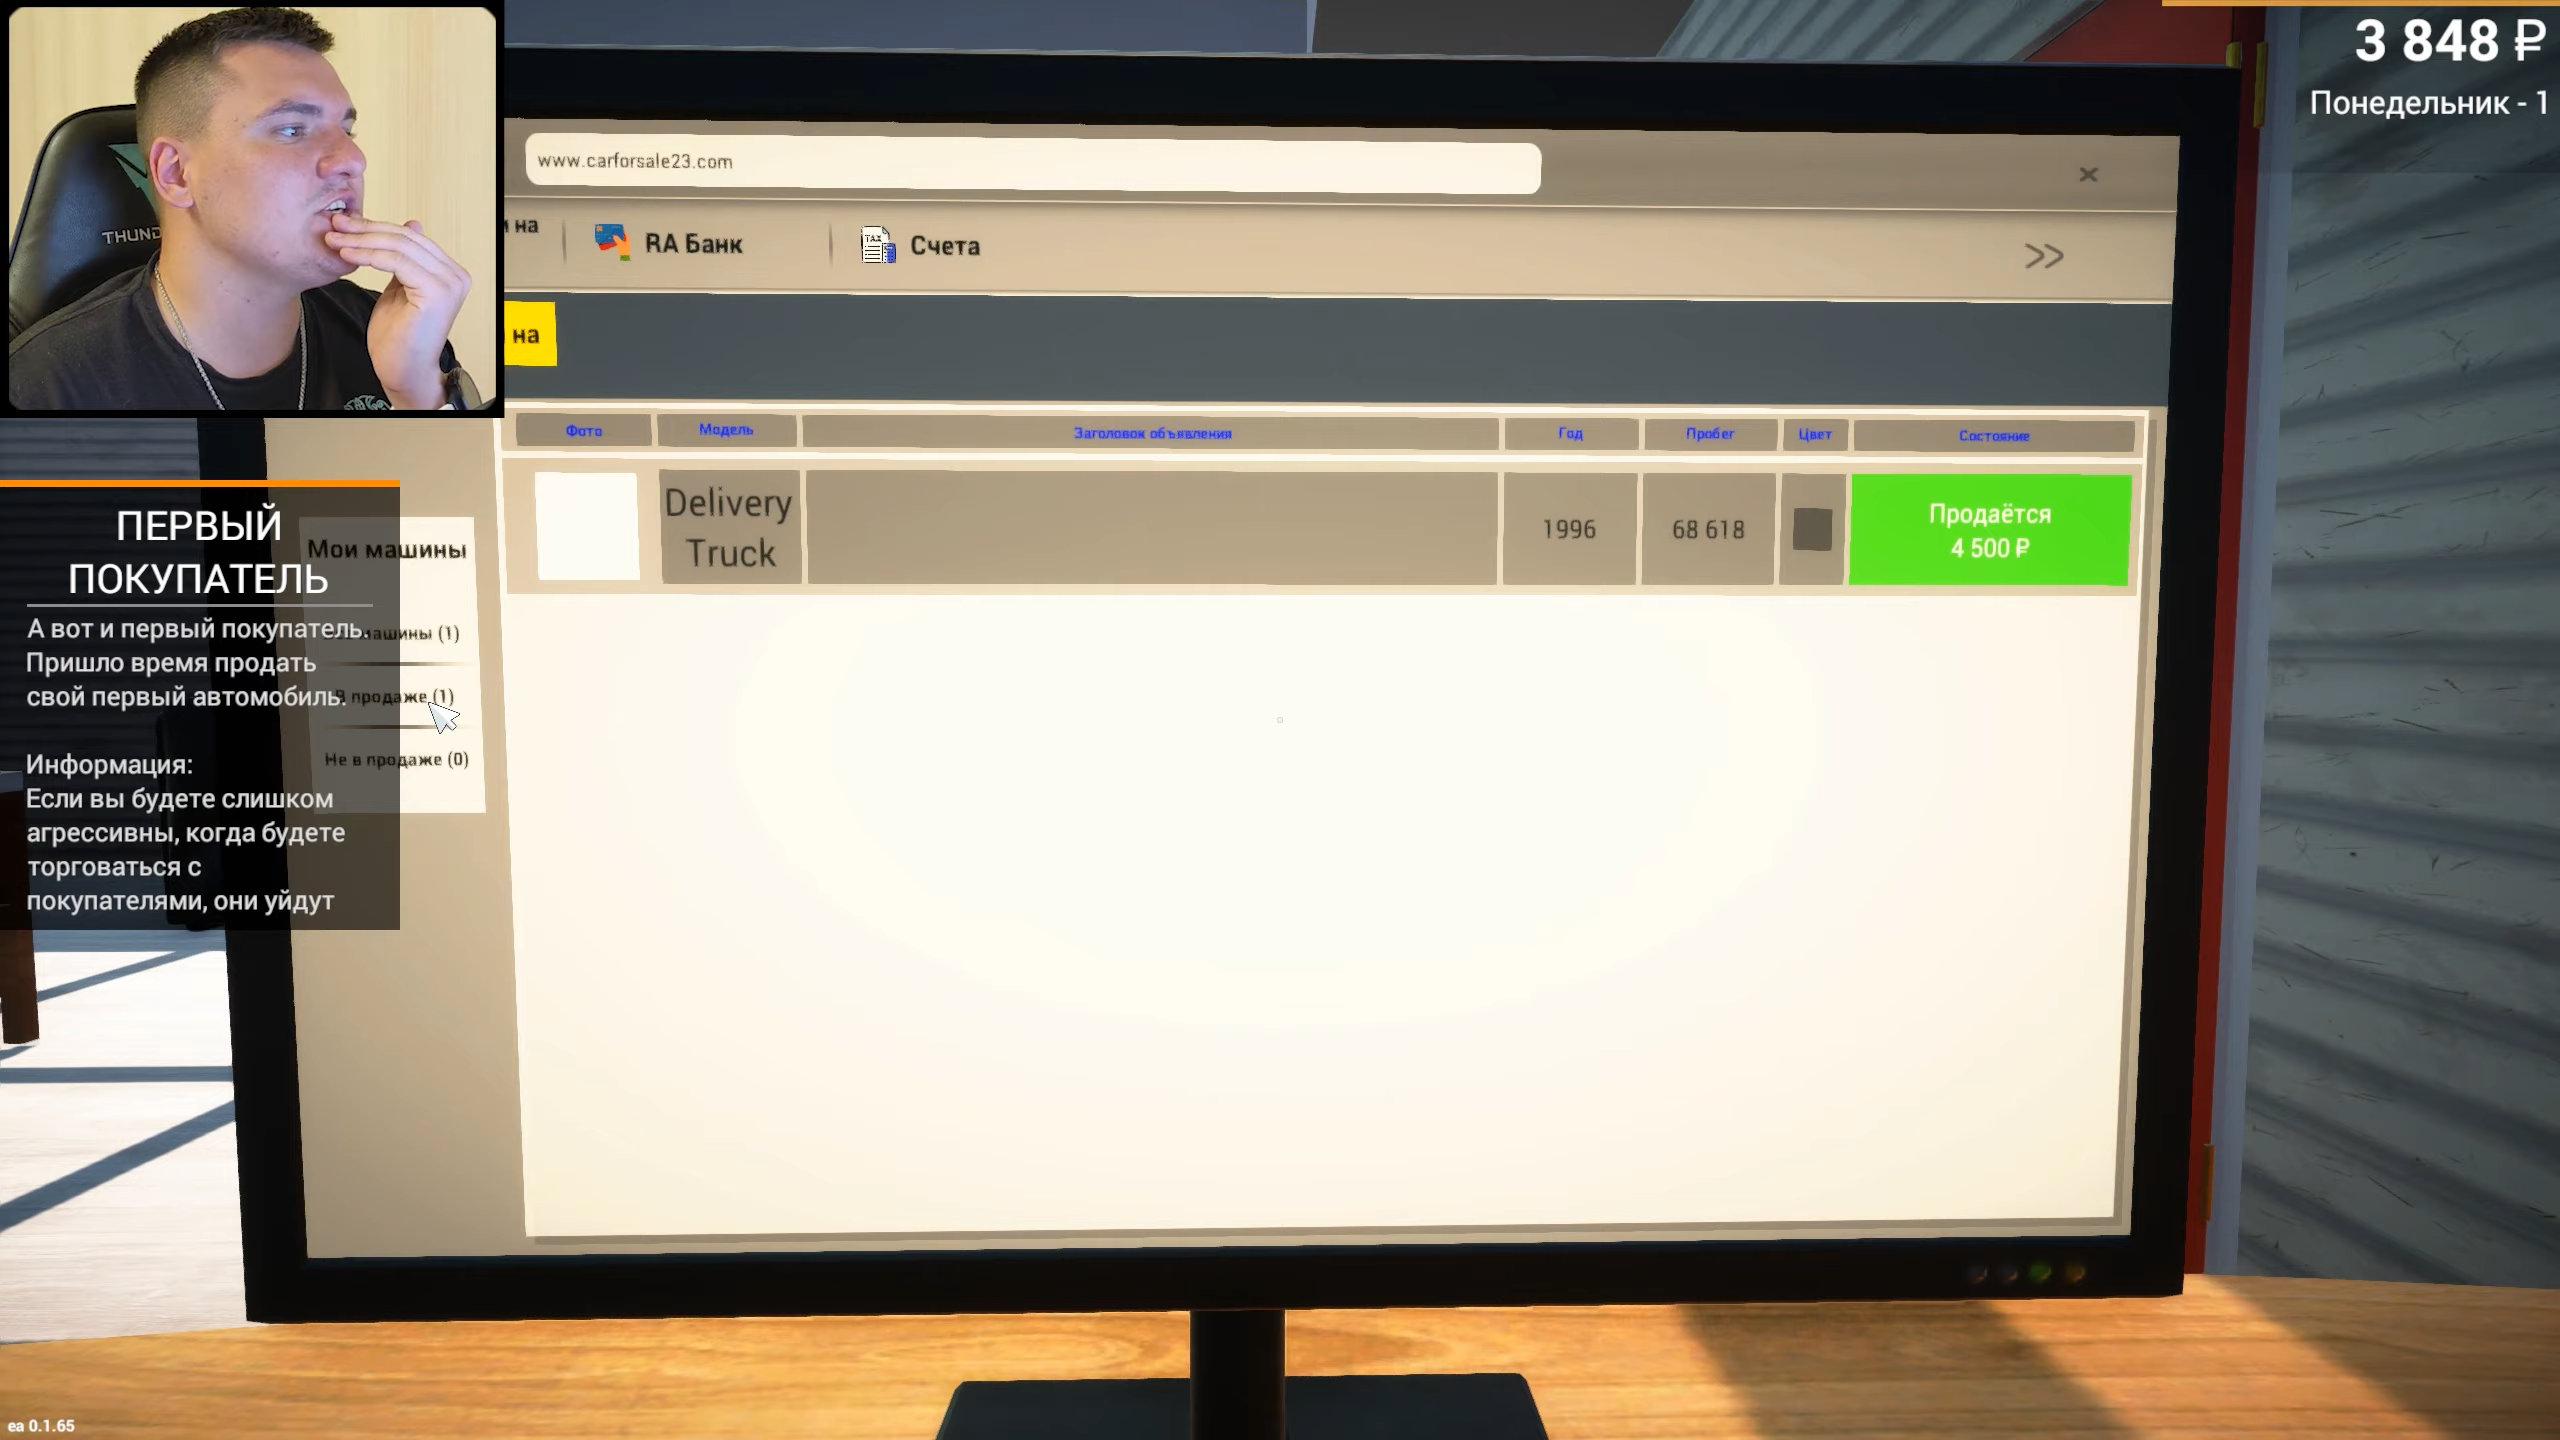 3 848 ₽
Понедельник - 1
THUND
www.carforsale23.com
×
на
RA Банк
TAX
Счета
>>
на
Фото
Модель
Заголовок объявления
Год
Пробег
Цвет
Состояние
Delivery
Truck
1996
68 618
Продаётся
4 500 ₽
ПЕРВЫЙ
ПОКУПАТЕЛЬ
А вот и первый покупатель.
Пришло время продать
свой первый автомобиль.
Информация:
Если вы будете слишком
агрессивны, когда будете
торговаться с
покупателями, они уйдут
Мои машины
машины (1)
В продаже (1)
Не в продаже (0)
ea 0.1.65